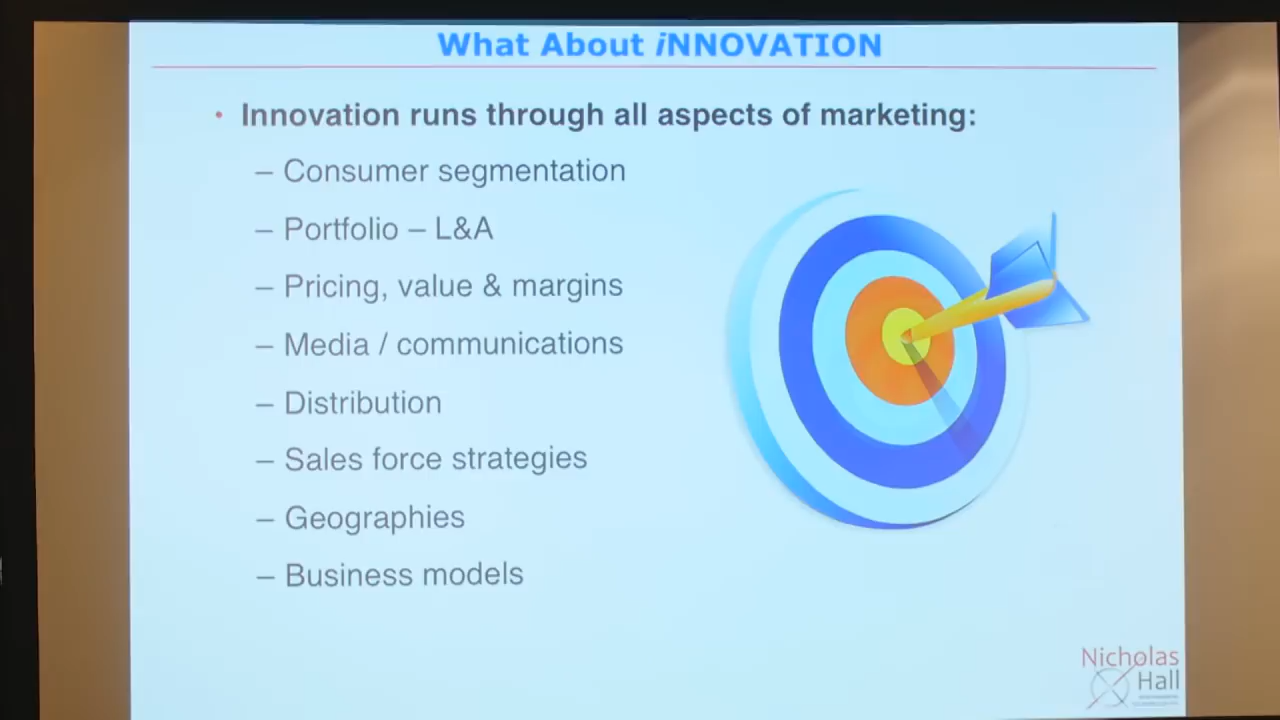 What About iNNOVATION
• Innovation runs through all aspects of marketing:
– Consumer segmentation
– Portfolio – L&A
– Pricing, value & margins
– Media / communications
– Distribution
– Sales force strategies
– Geographies
– Business models
Nicholas
Hall